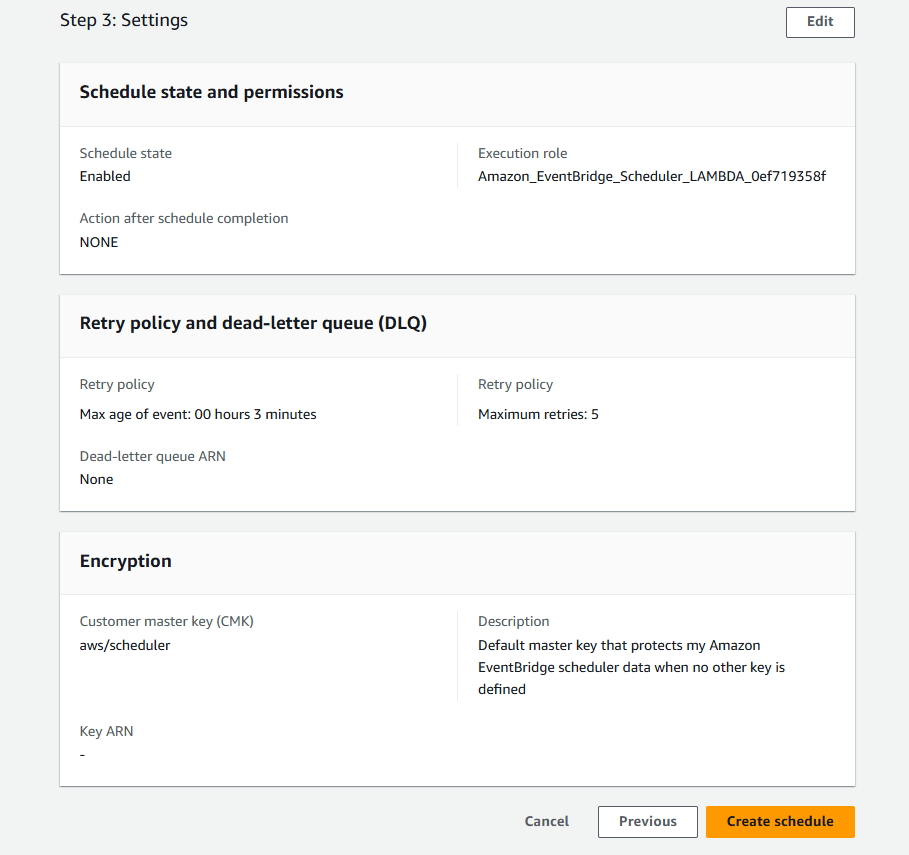 Step 3: Settings
Edit
Schedule state and permissions
Schedule state
Enabled
Execution role
Amazon_EventBridge_Scheduler_LAMBDA_0ef719358f
Action after schedule completion
NONE
Retry policy and dead-letter queue (DLQ)
Retry policy
Max age of event: 00 hours 3 minutes
Retry policy
Maximum retries: 5
Dead-letter queue ARN
None
Encryption
Customer master key (CMK)
aws/scheduler
Description
Default master key that protects my Amazon
EventBridge scheduler data when no other key is
defined
Key ARN
-
Cancel
Previous
Create schedule